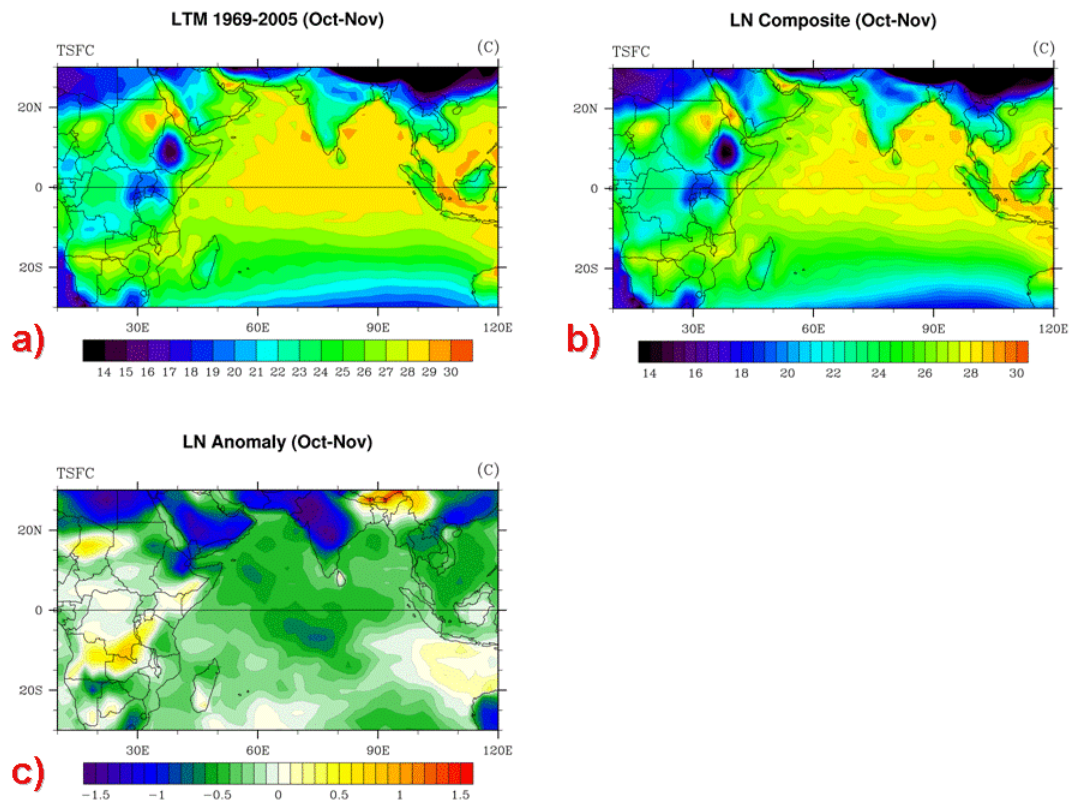 LTM 1969-2005 (Oct-Nov)
TSFC (C)
20N
0
20S
30E 60E 90E 120E
a)
14 15 16 17 18 19 20 21 22 23 24 25 26 27 28 29 30
LN Composite (Oct-Nov)
TSFC (C)
20N
0
20S
30E 60E 90E 120E
b)
14 16 18 20 22 24 26 28 30
LN Anomaly (Oct-Nov)
TSFC (C)
20N
0
20S
30E 60E 90E 120E
c)
−1.5 −1 −0.5 0 0.5 1 1.5